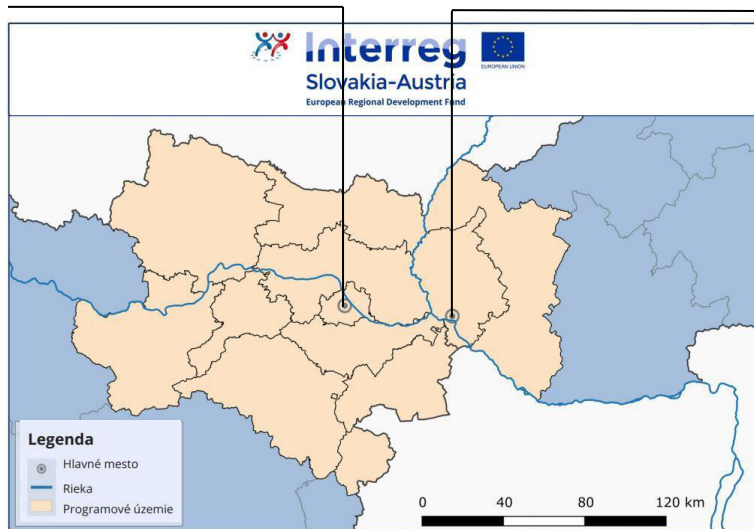 Interreg
EUROPEAN UNION
Slovakia-Austria
European Regional Development Fund
Legenda
Hlavné mesto
Rieka
Programové územie
0 40 80 120 km